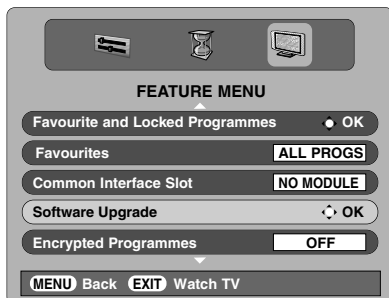 FEATURE MENU
Favourite and Locked Programmes OK
Favourites ALL PROGS
Common Interface Slot NO MODULE
Software Upgrade OK
Encrypted Programmes OFF
MENU Back EXIT Watch TV